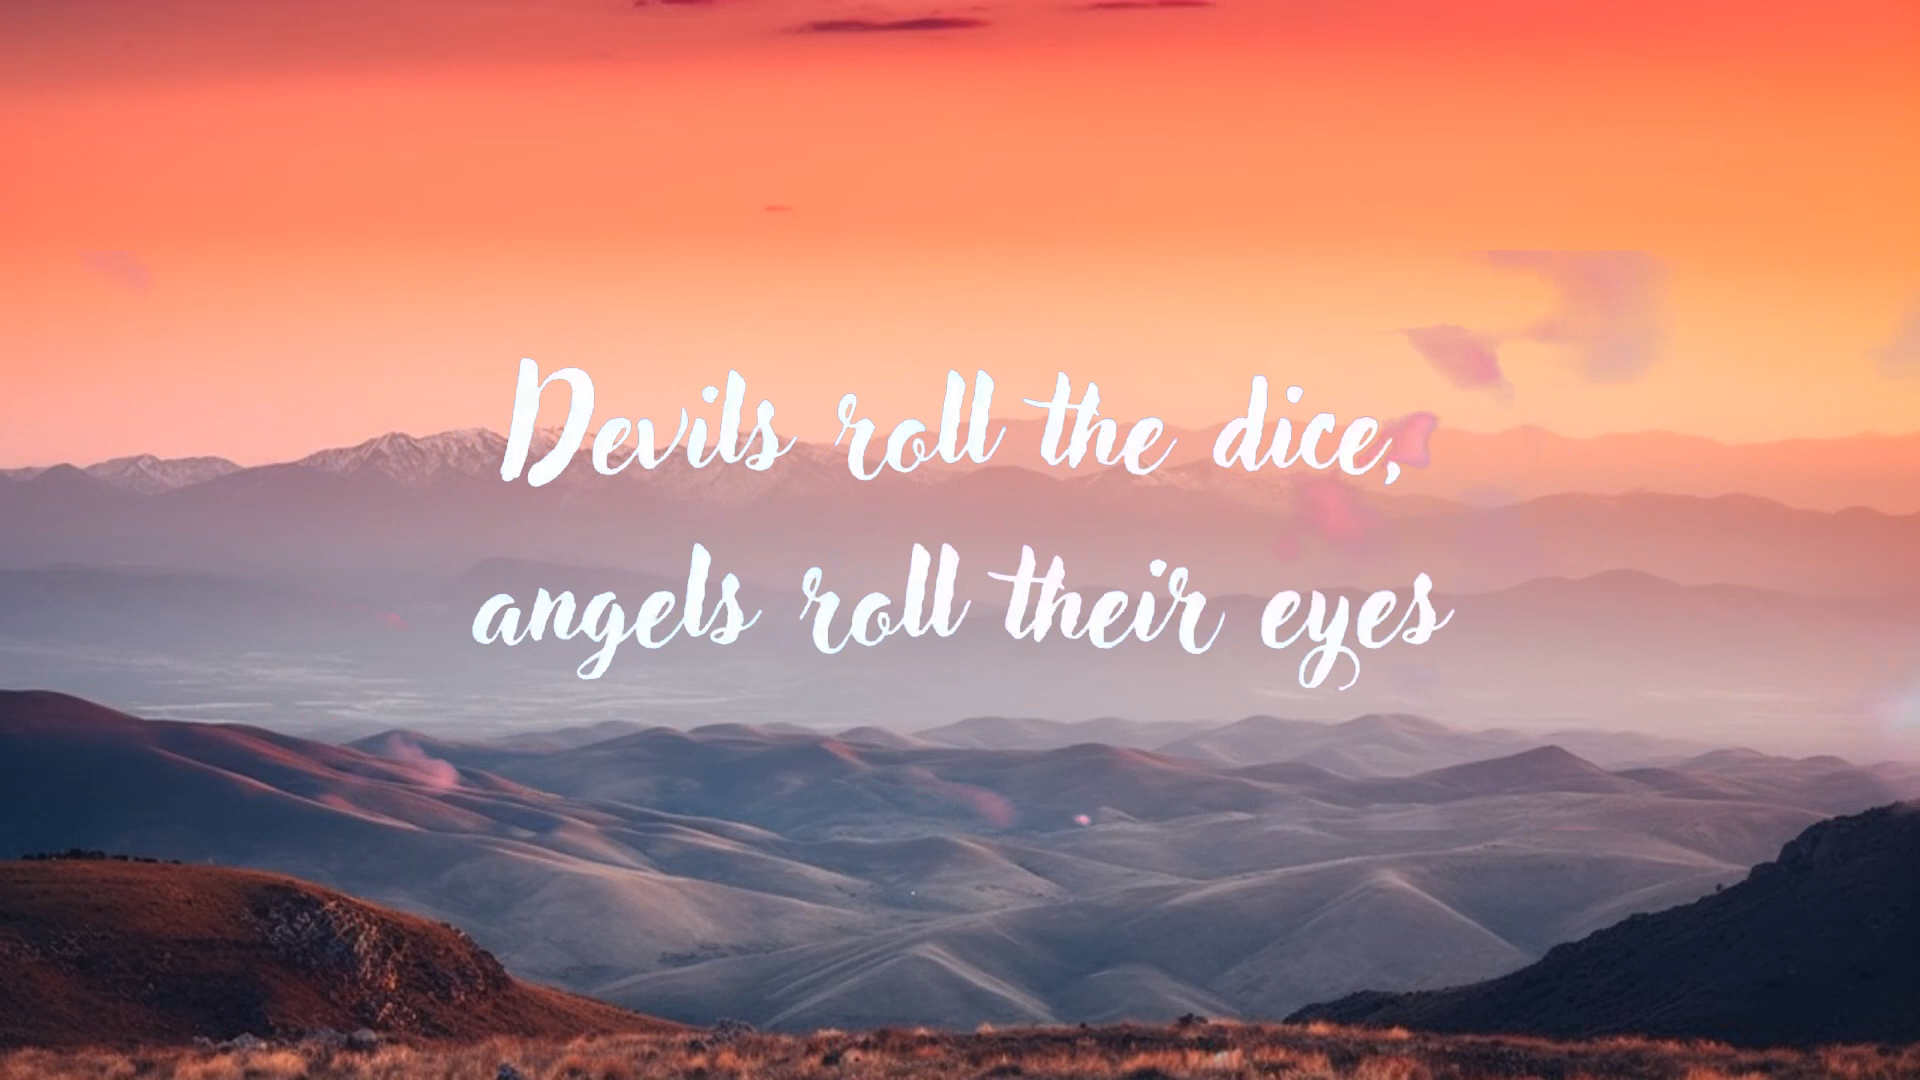 Devils roll the dice,
angels roll their eyes